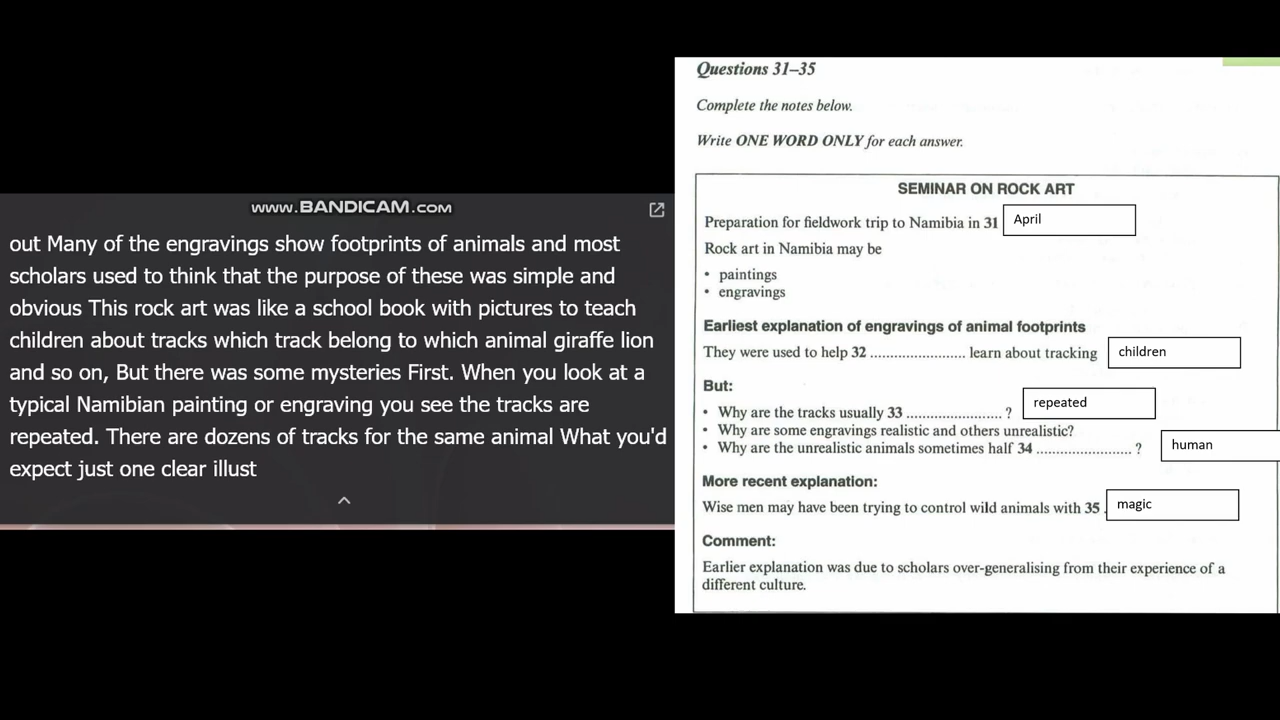 www.BANDICAM.com
out Many of the engravings show footprints of animals and most
scholars used to think that the purpose of these was simple and
obvious This rock art was like a school book with pictures to teach
children about tracks which track belong to which animal giraffe lion
and so on, But there was some mysteries First. When you look at a
typical Namibian painting or engraving you see the tracks are
repeated. There are dozens of tracks for the same animal What you'd
expect just one clear illust
Questions 31–35
Complete the notes below.
Write ONE WORD ONLY for each answer.
SEMINAR ON ROCK ART
Preparation for fieldwork trip to Namibia in 31 April
Rock art in Namibia may be
• paintings
• engravings
Earliest explanation of engravings of animal footprints
They were used to help 32 ........................ learn about tracking children
But:
• Why are the tracks usually 33 ........................ ? repeated
• Why are some engravings realistic and others unrealistic?
• Why are the unrealistic animals sometimes half 34 ........................ ? human
More recent explanation:
Wise men may have been trying to control wild animals with 35 . magic
Comment:
Earlier explanation was due to scholars over-generalising from their experience of a
different culture.